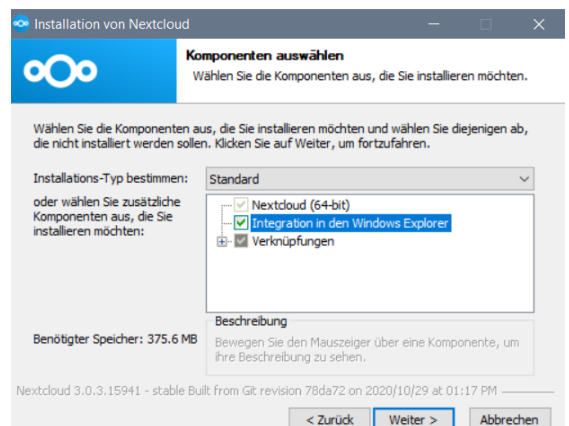 Installation von Nextcloud
Komponenten auswählen
Wählen Sie die Komponenten aus, die Sie installieren möchten.
Wählen Sie die Komponenten aus, die Sie installieren möchten und wählen Sie diejenigen ab,
die nicht installiert werden sollen. Klicken Sie auf Weiter, um fortzufahren.
Installations-Typ bestimmen:
Standard
oder wählen Sie zusätzliche
Komponenten aus, die Sie
installieren möchten:
Nextcloud (64-bit)
Integration in den Windows Explorer
Verknüpfungen
Benötigter Speicher: 375.6 MB
Beschreibung
Bewegen Sie den Mauszeiger über eine Komponente, um
ihre Beschreibung zu sehen.
Nextcloud 3.0.3.15941 - stable Built from Git revision 78da72 on 2020/10/29 at 01:17 PM
< Zurück
Weiter >
Abbrechen